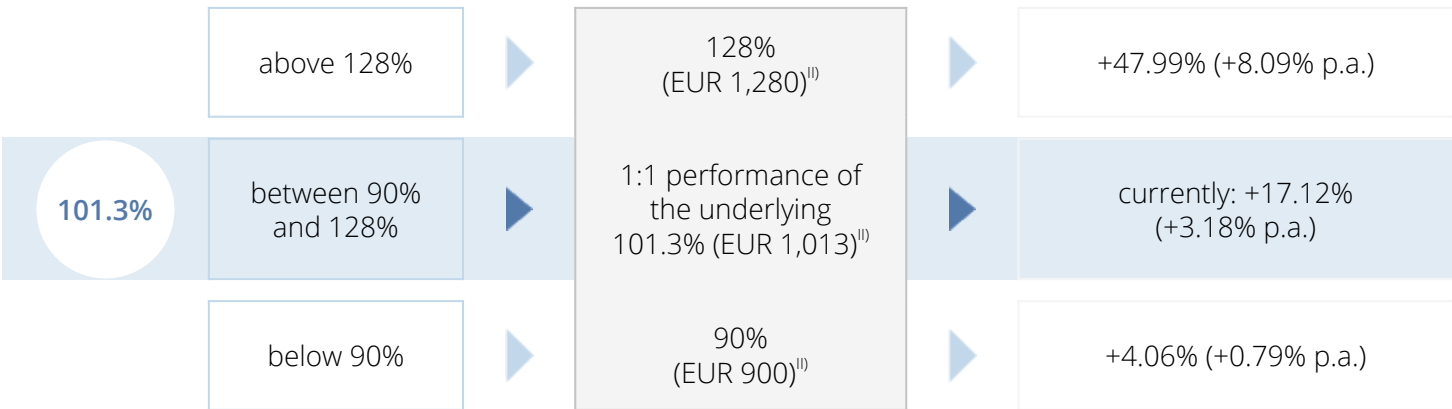 above 128%
128%
(EUR 1,280)II)
+47.99% (+8.09% p.a.)
101.3%
between 90%
and 128%
1:1 performance of
the underlying
101.3% (EUR 1,013)II)
currently: +17.12%
(+3.18% p.a.)
below 90%
90%
(EUR 900)II)
+4.06% (+0.79% p.a.)